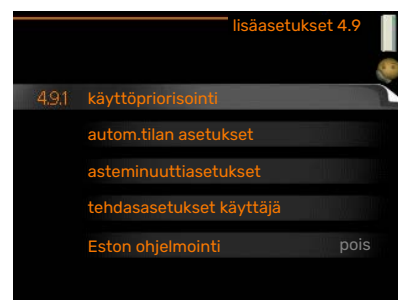 lisäasetukset 4.9
4.9.1 käyttöpriorisointi
autom.tilan asetukset
asteminuuttiasetukset
tehdasasetukset käyttäjä
Eston ohjelmointi pois